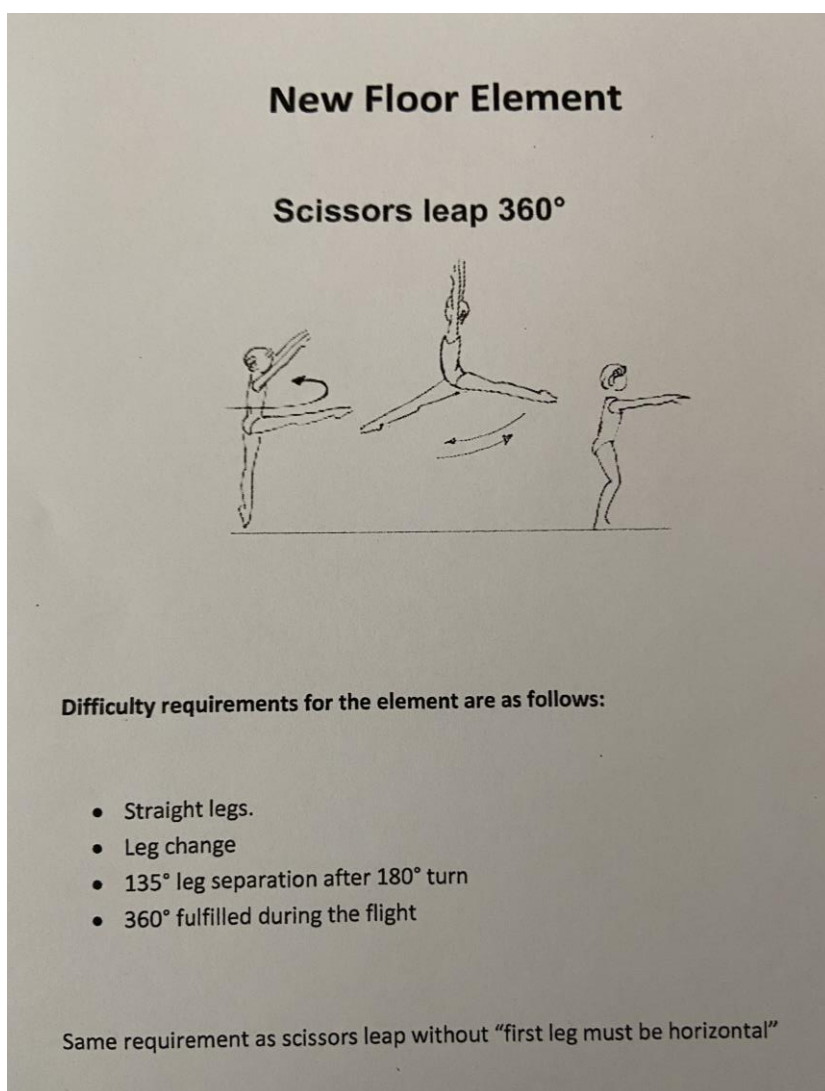 New Floor Element
Scissors leap 360°
Difficulty requirements for the element are as follows:
• Straight legs.
• Leg change
• 135° leg separation after 180° turn
• 360° fulfilled during the flight
Same requirement as scissors leap without “first leg must be horizontal”